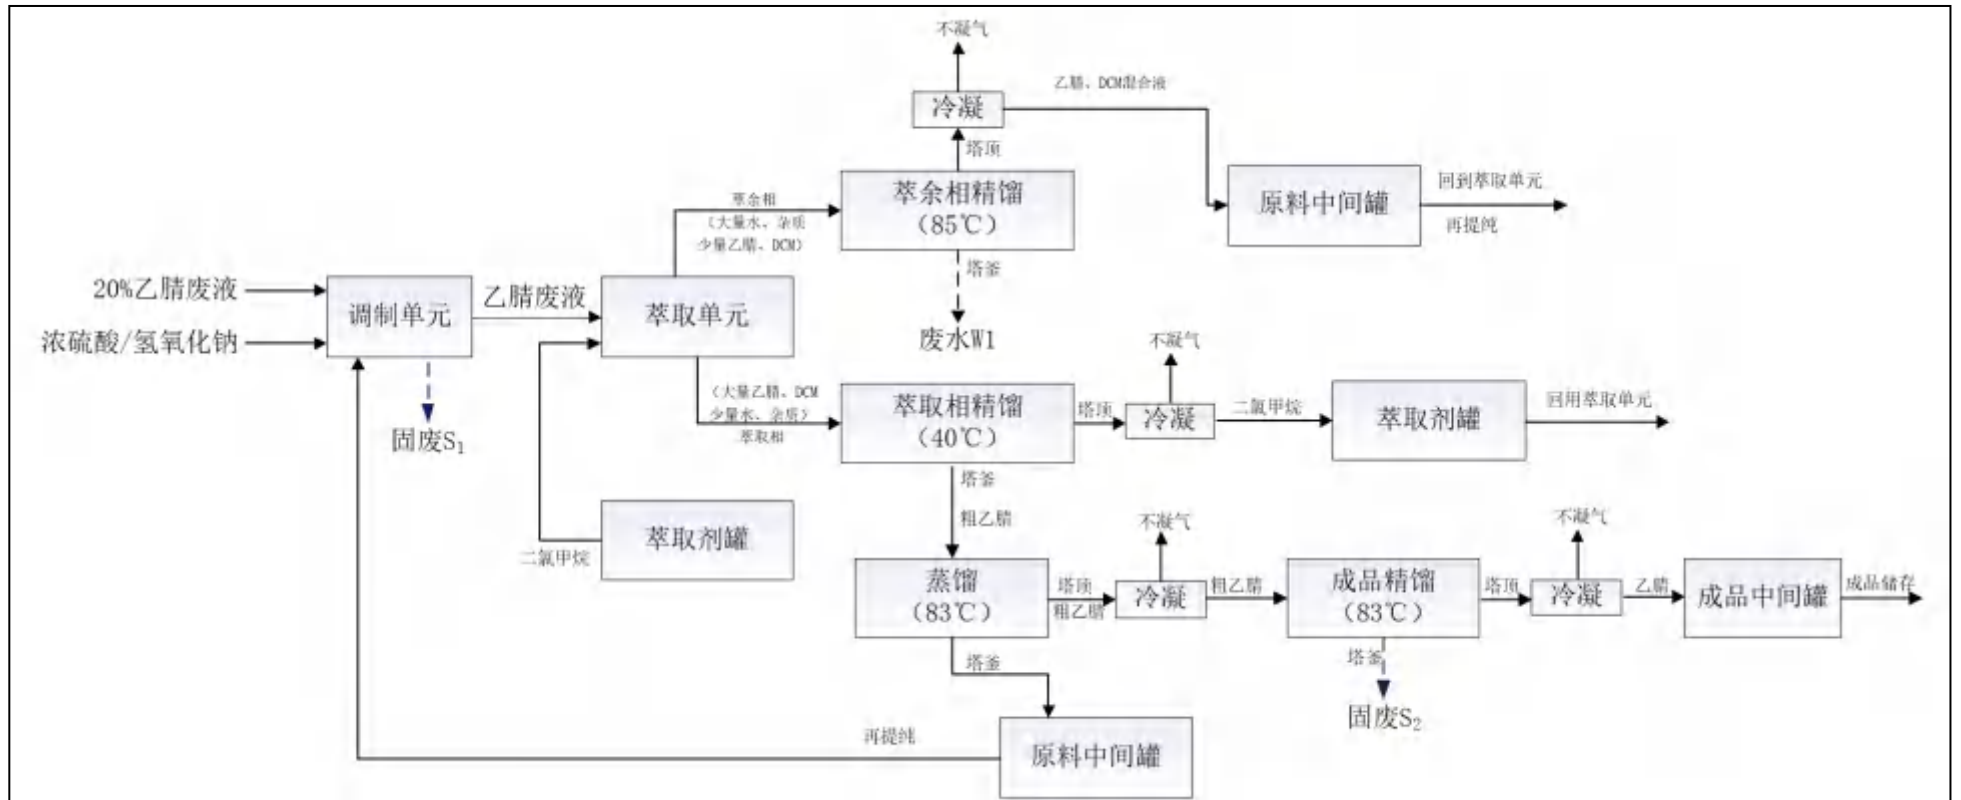 不凝气
乙腈、DCM混合液
冷凝
塔顶
萃余相精馏
(85℃)
原料中间罐
回到萃取单元
再提纯
萃余相
(大量水、杂质
少量乙腈、DCM)
塔釜
废水W1
20%乙腈废液
浓硫酸/氢氧化钠
调制单元
乙腈废液
萃取单元
固废S₁
(大量乙腈、DCM
少量水、杂质)
萃取相
萃取相精馏
(40℃)
塔顶
不凝气
冷凝
二氯甲烷
萃取剂罐
回用萃取单元
塔釜
粗乙腈
萃取剂罐
二氯甲烷
蒸馏
(83℃)
塔顶
粗乙腈
不凝气
冷凝
粗乙腈
成品精馏
(83℃)
塔顶
不凝气
冷凝
乙腈
成品中间罐
成品储存
塔釜
塔釜
固废S₂
再提纯
原料中间罐